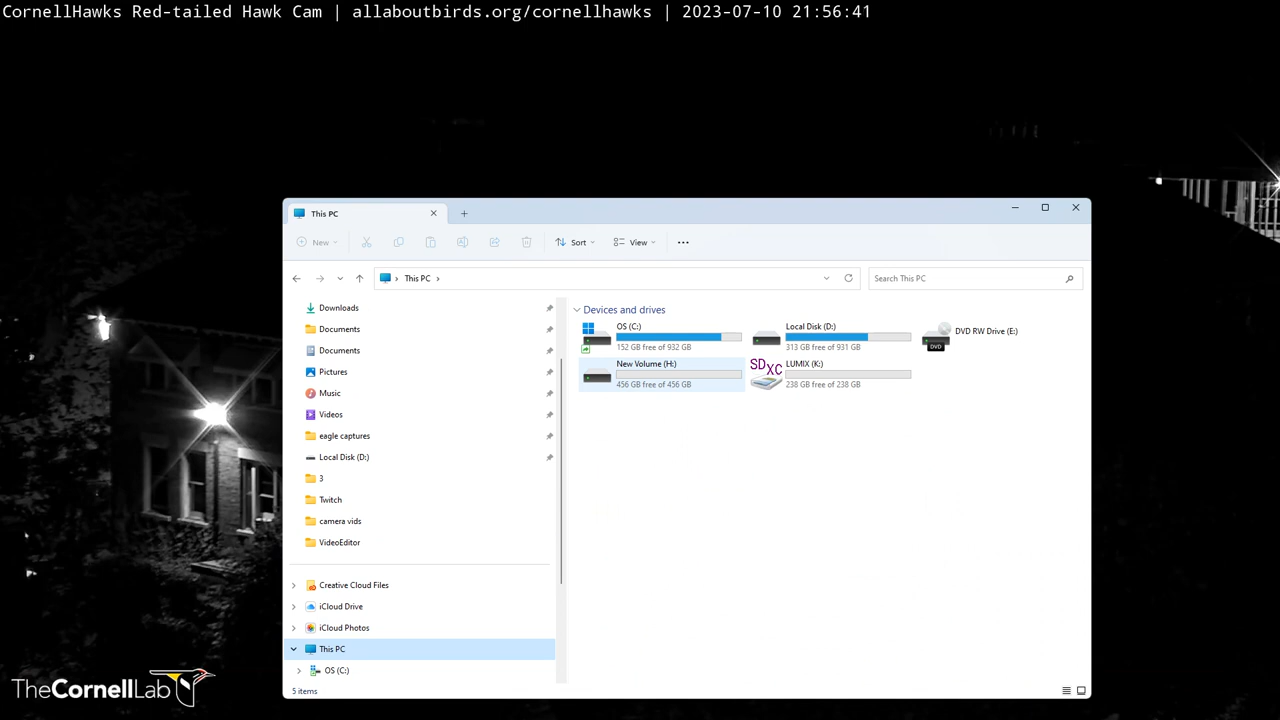 CornellHawks Red-tailed Hawk Cam | allaboutbirds.org/cornellhawks | 2023-07-10 21:56:41
This PC
New
Sort
View
This PC
Search This PC
Downloads
Documents
Documents
Pictures
Music
Videos
eagle captures
Local Disk (D:)
3
Twitch
camera vids
VideoEditor
Creative Cloud Files
iCloud Drive
iCloud Photos
This PC
OS (C:)
5 items
Devices and drives
OS (C:)
152 GB free of 932 GB
Local Disk (D:)
313 GB free of 931 GB
DVD RW Drive (E:)
DVD
New Volume (H:)
456 GB free of 456 GB
SDXC
LUMIX (K:)
238 GB free of 238 GB
TheCornellLab